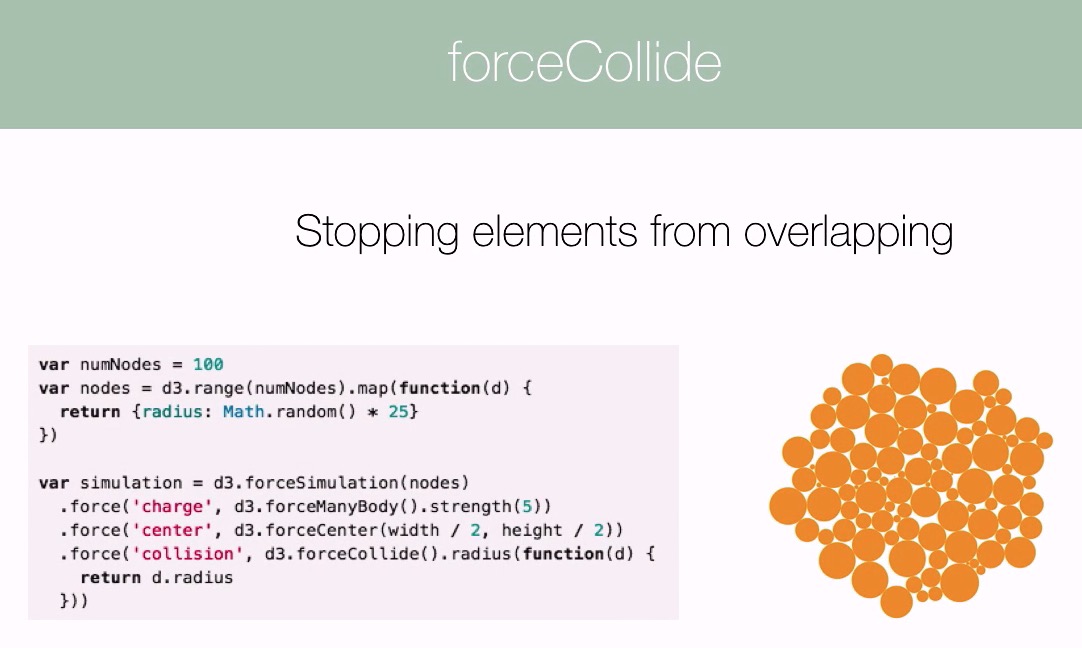 forceCollide
Stopping elements from overlapping
var numNodes = 100
var nodes = d3.range(numNodes).map(function(d) {
  return {radius: Math.random() * 25}
})
var simulation = d3.forceSimulation(nodes)
  .force('charge', d3.forceManyBody().strength(5))
  .force('center', d3.forceCenter(width / 2, height / 2))
  .force('collision', d3.forceCollide().radius(function(d) {
    return d.radius
  }))